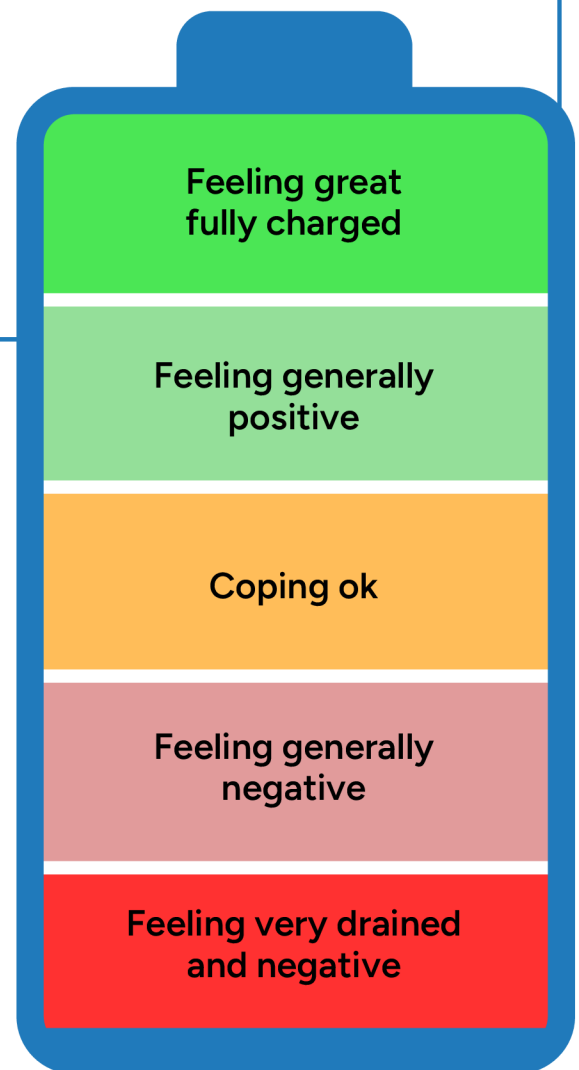 Feeling great
fully charged
Feeling generally
positive
Coping ok
Feeling generally
negative
Feeling very drained
and negative